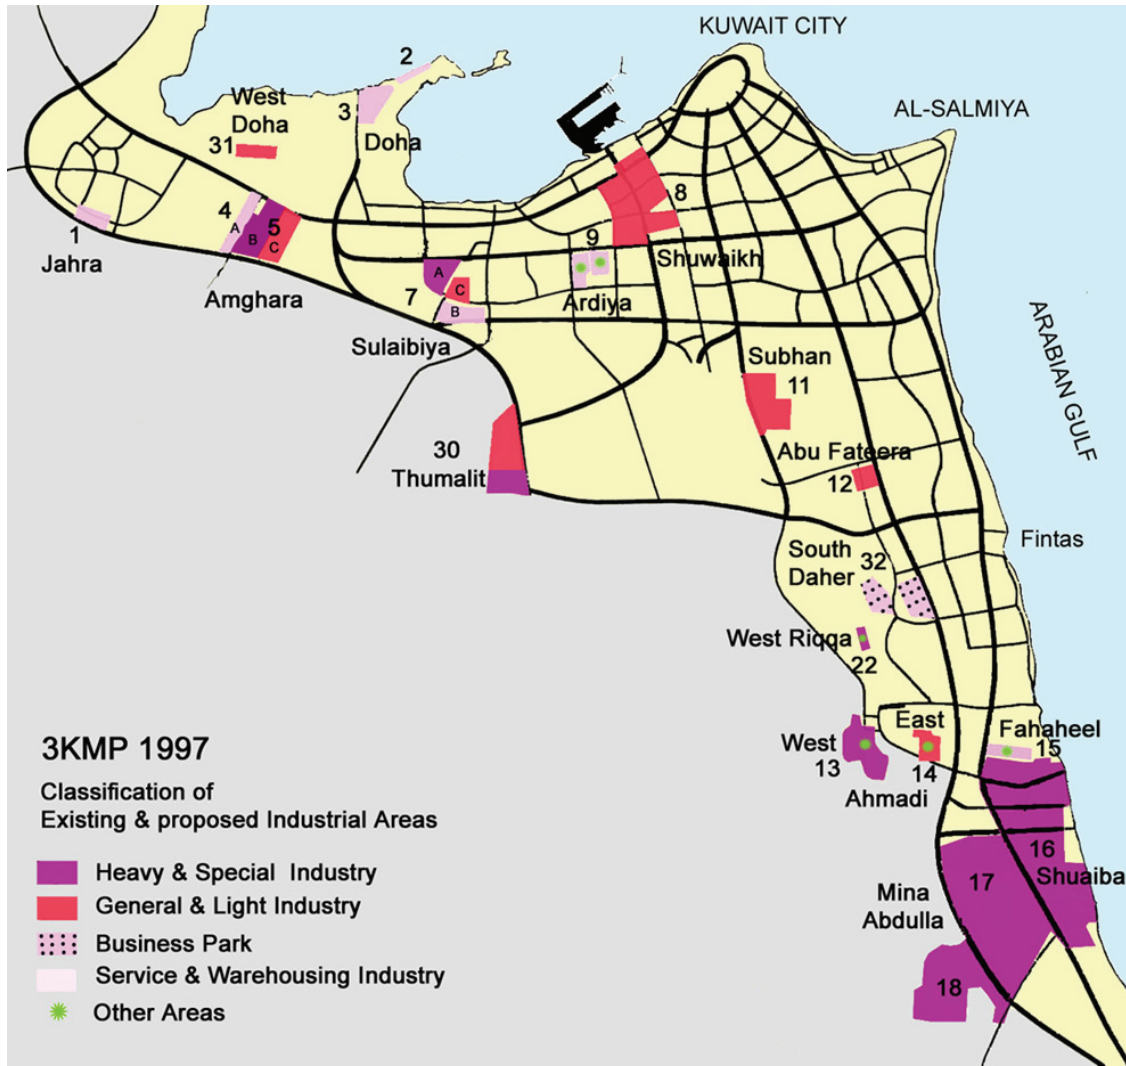 KUWAIT CITY
2
West
Doha
3
AL-SALMIYA
31
Doha
8
4
5
A
1
B
C
9
Jahra
Shuwaikh
A
Amghara
7
C
Ardiya
B
ARABIAN GULF
Sulaibiya
Subhan
11
30
Abu Fateera
Thumalit
12
Fintas
South
Daher
32
West Riqqa
22
East
Fahaheel
West
15
13
14
Ahmadi
3KMP 1997
Classification of
Existing & proposed Industrial Areas
Heavy & Special Industry
General & Light Industry
Business Park
Service & Warehousing Industry
Other Areas
16
17
Shuaiba
Mina
Abdulla
18